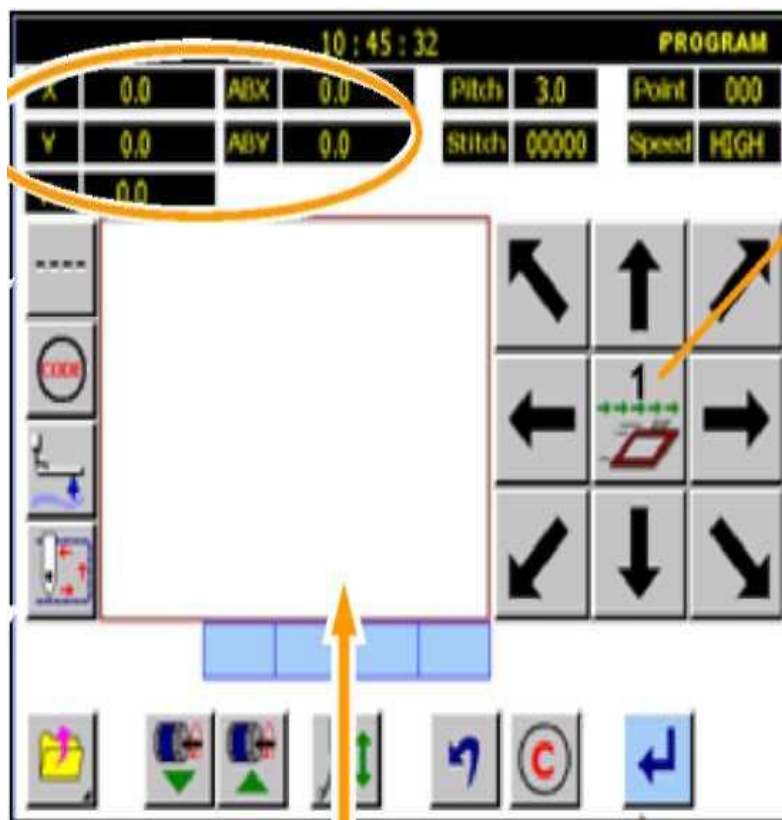 10 : 45 : 32 PROGRAM
X 0.0 ABX 0.0 Pitch 3.0 Point 000
Y 0.0 ABY 0.0 Stitch 00000 Speed HIGH
0.0
CODE
1
C